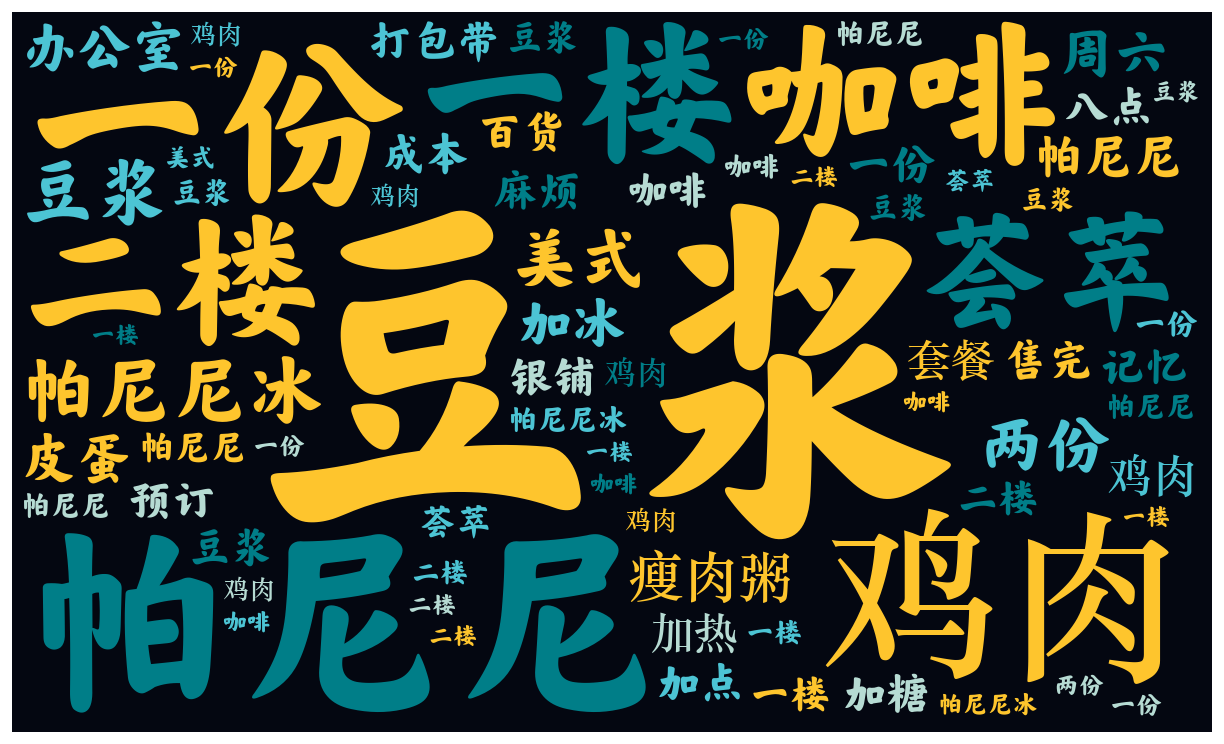 办公室
鸡肉
一份
一份
打包带
豆浆
一楼
一份
咖啡
帕尼尼
周六
八点
豆浆
百货
成本
豆浆
美式
豆浆
鸡肉
麻烦
咖啡
咖啡
二楼
一份
豆浆
荟萃
帕尼尼
豆浆
二楼
一楼
豆浆
美式
加冰
荟萃
一份
帕尼尼冰
银铺
鸡肉
帕尼尼冰
套餐
售完
记忆
咖啡
帕尼尼
皮蛋
帕尼尼
一份
一楼
咖啡
两份
鸡肉
帕尼尼
预订
荟萃
鸡肉
二楼
一楼
豆浆
帕尼尼
鸡肉
咖啡
二楼
二楼
二楼
瘦肉粥
加热
一楼
鸡肉
加点
一楼
加糖
帕尼尼冰
两份
一份